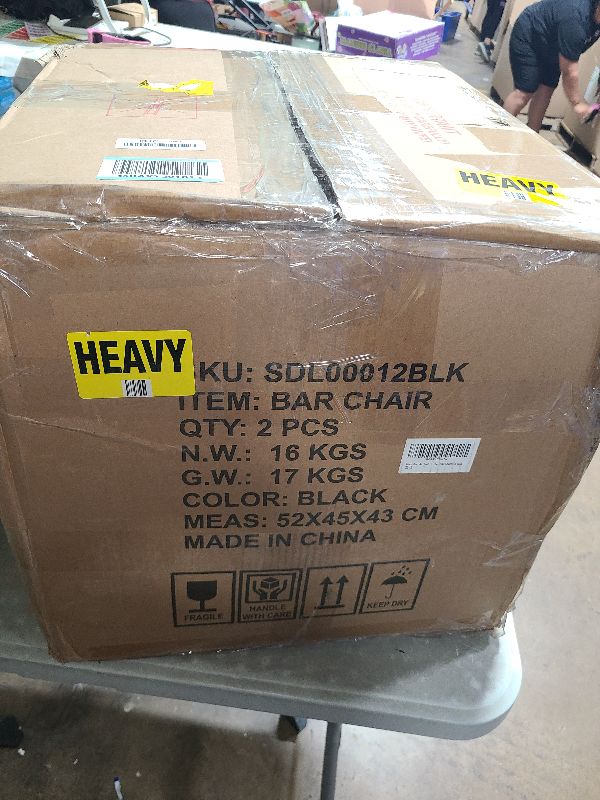 HEAVY
HEAVY
KU: SDL00012BLK
ITEM: BAR CHAIR
QTY: 2 PCS
N.W.: 16 KGS
G.W.: 17 KGS
COLOR: BLACK
MEAS: 52X45X43 CM
MADE IN CHINA
FRAGILE
HANDLE
WITH CARE
KEEP DRY